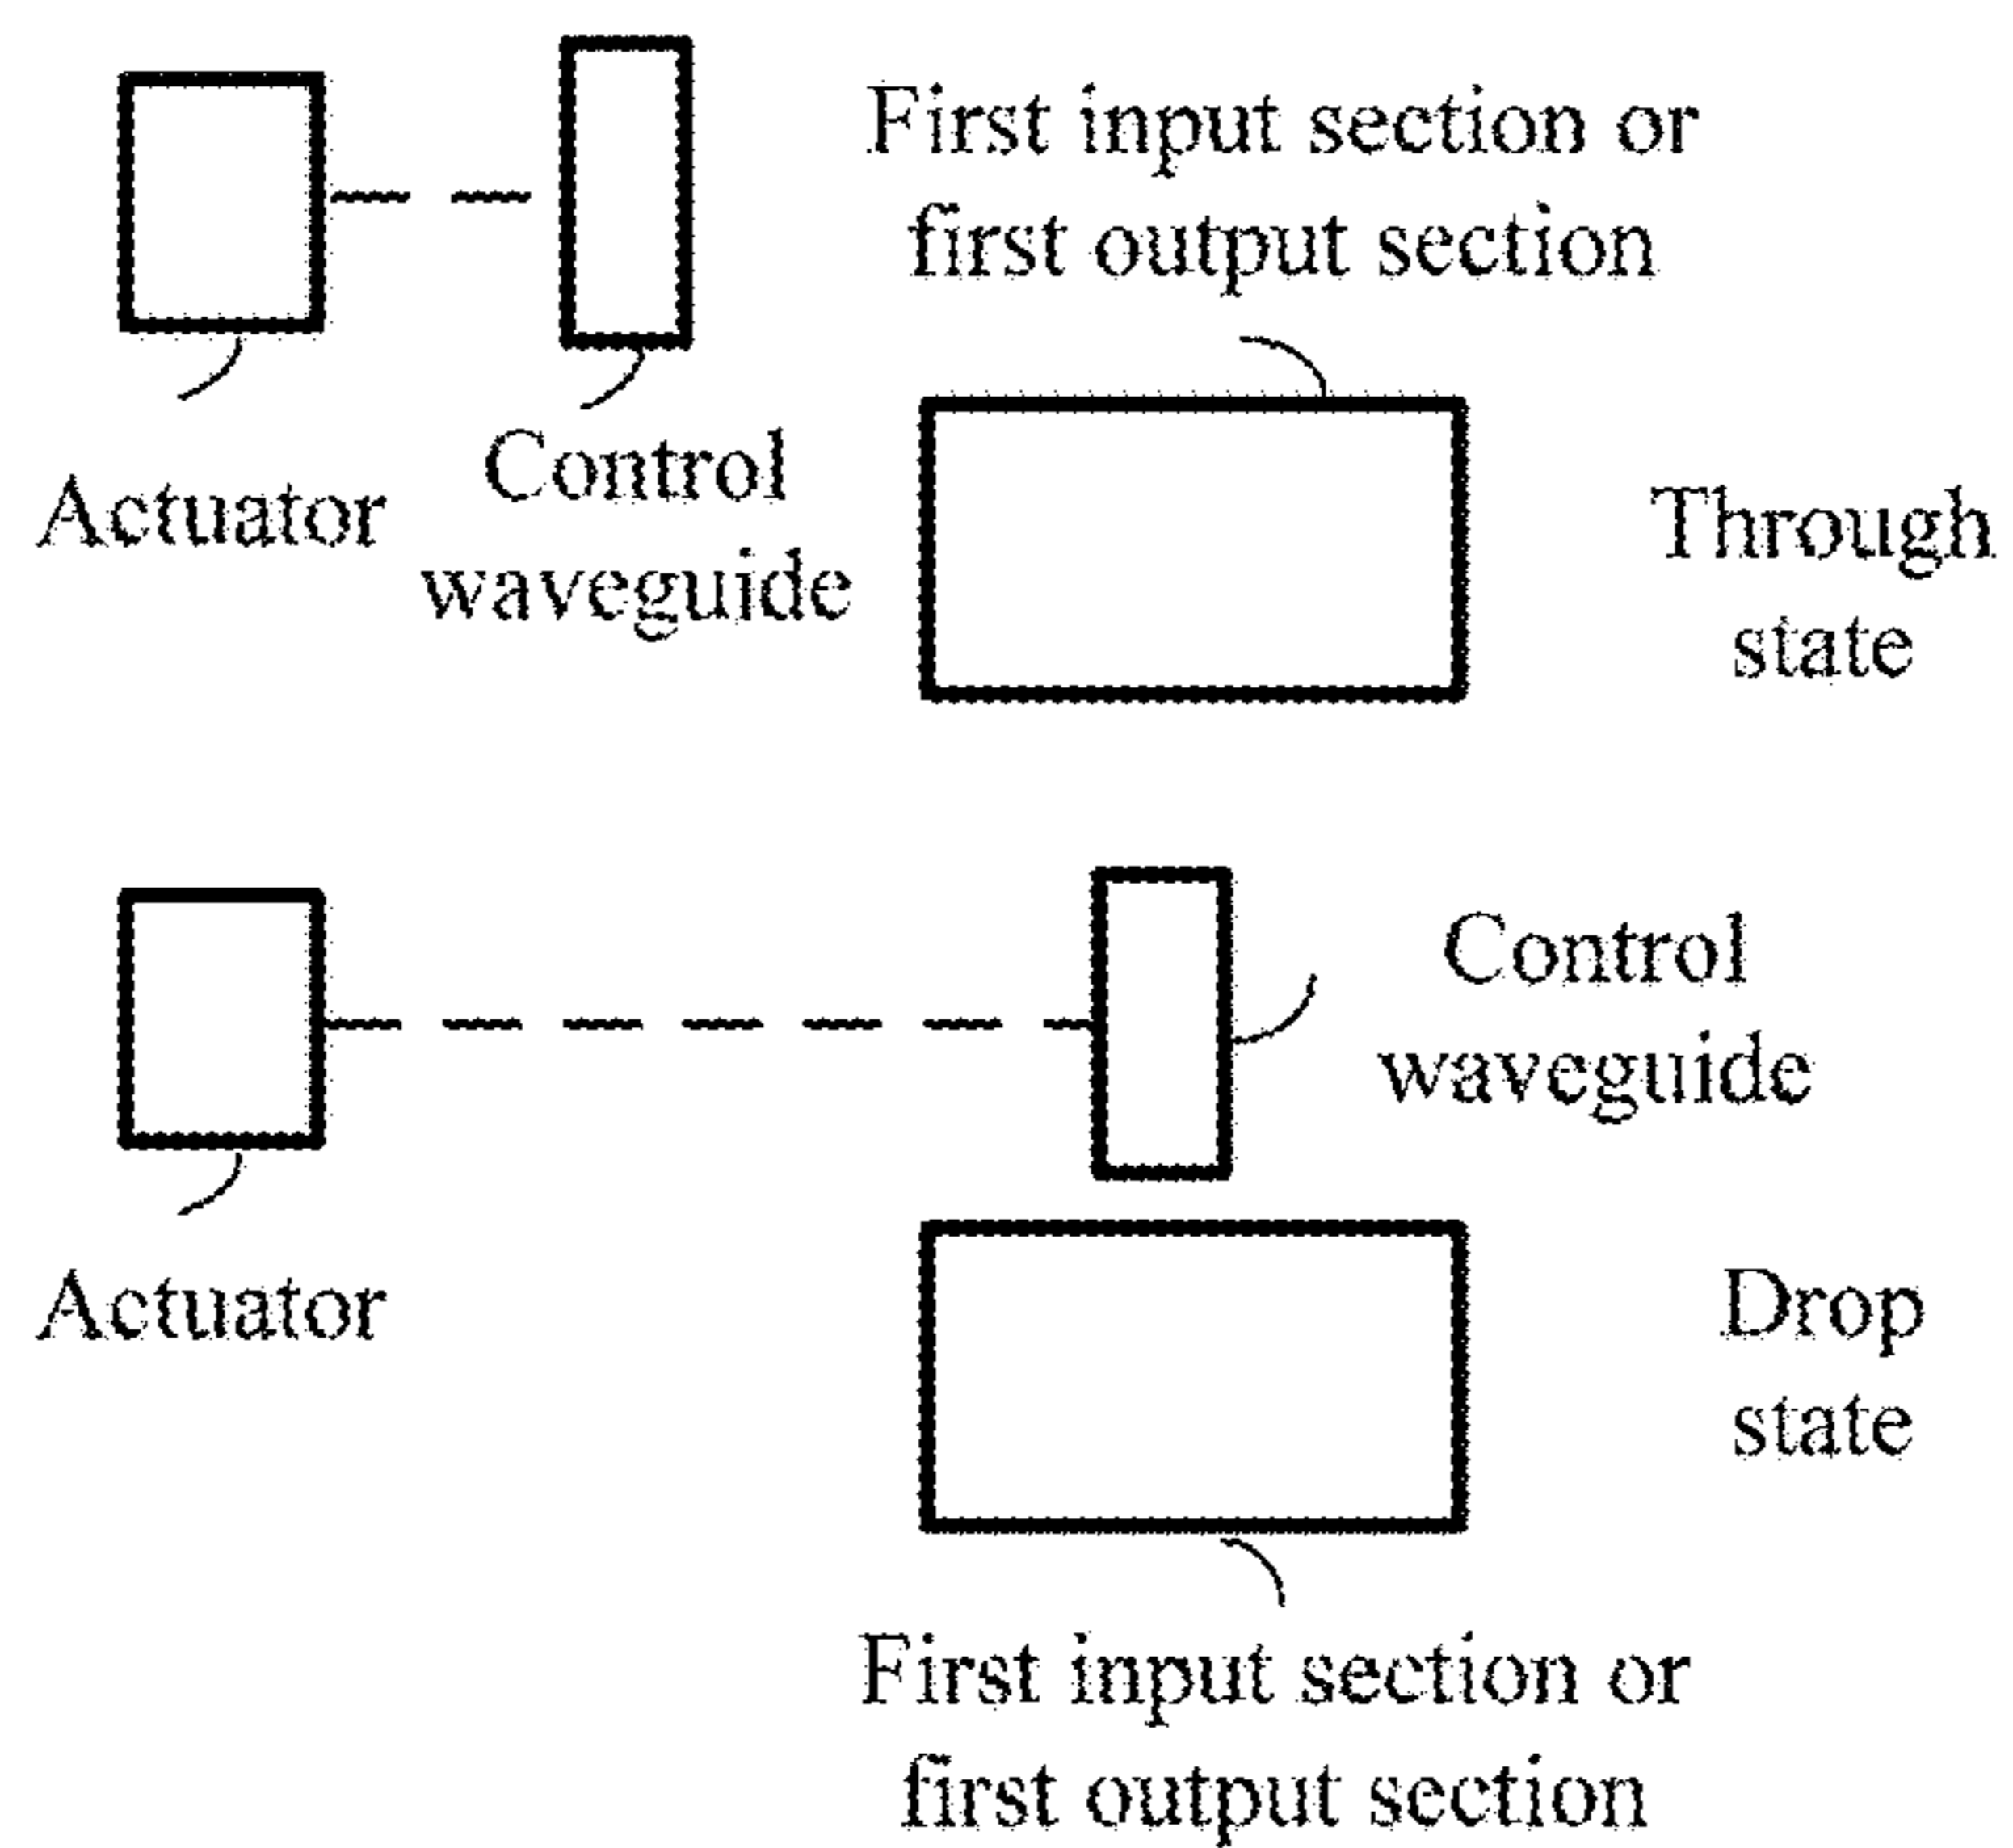 First input section or
first output section
Actuator
Control
waveguide
Through
state
Control
waveguide
Actuator
Drop
state
First input section or
first output section